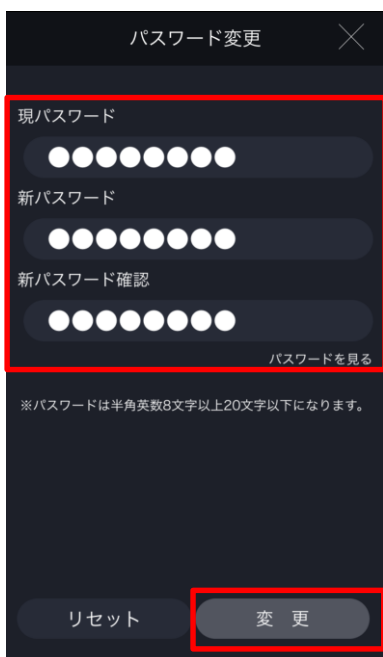 パスワード変更
現パスワード
●●●●●●●●
新パスワード
●●●●●●●●
新パスワード確認
●●●●●●●●
パスワードを見る
※パスワードは半角英数8文字以上20文字以下になります。
リセット
変　更